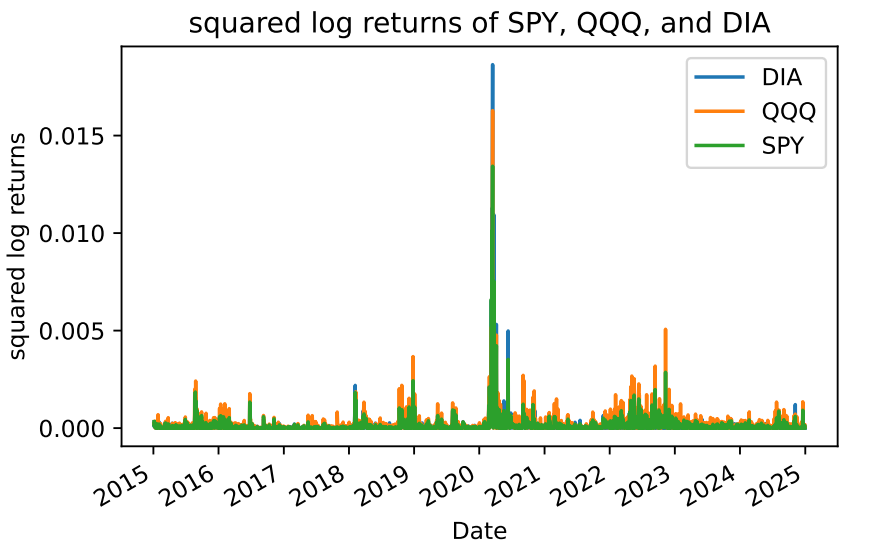 squared log returns of SPY, QQQ, and DIA
DIA
QQQ
SPY
squared log returns
0.015
0.010
0.005
0.000
2015
2016
2017
2018
2019
2020
2021
2022
2023
2024
2025
Date